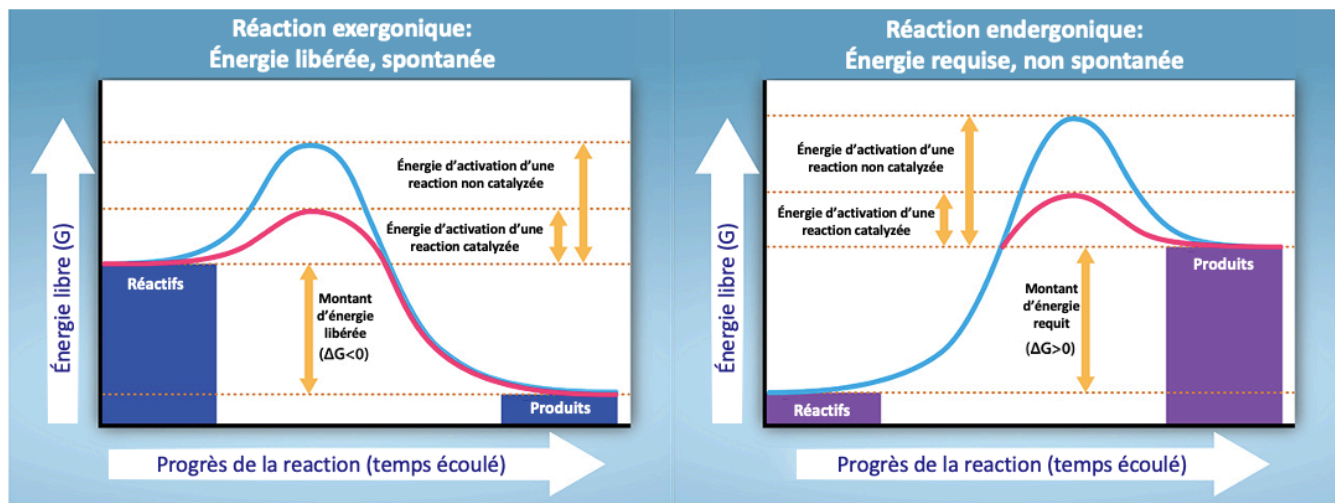 Réaction exergonique:
Énergie libérée, spontanée
Énergie libre (G)
Énergie d’activation d’une
reaction non catalyzée
Énergie d’activation d’une
reaction catalyzée
Réactifs
Montant
d’énergie
libérée
(ΔG<0)
Produits
Progrès de la reaction (temps écoulé)
Réaction endergonique:
Énergie requise, non spontanée
Énergie libre (G)
Énergie d’activation d’une
reaction non catalyzée
Énergie d’activation d’une
reaction catalyzée
Produits
Montant
d’énergie
requit
(ΔG>0)
Réactifs
Progrès de la reaction (temps écoulé)